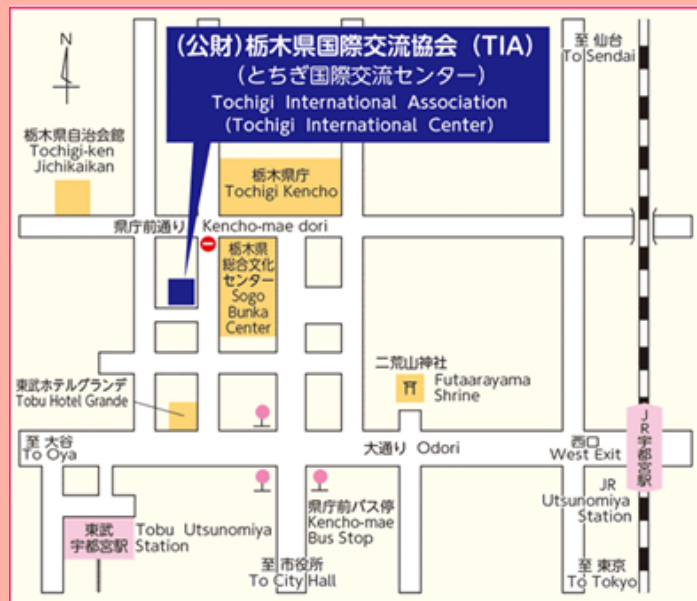 (公財)栃木県国際交流協会 (TIA)
(とちぎ国際交流センター)
Tochigi International Association
(Tochigi International Center)
至 仙台
To Sendai
N
栃木県自治会館
Tochigi-ken
Jichikaikan
栃木県庁
Tochigi Kencho
県庁前通り Kencho-mae dori
栃木県
総合文化
センター
Sogo
Bunka
Center
東武ホテルグランデ
Tobu Hotel Grande
二荒山神社
Futaarayama
Shrine
至 大谷
To Oya
大通り Odori
西口
West Exit
JR宇都宮駅
JR
Utsunomiya
Station
東武
宇都宮駅
Tobu Utsunomiya
Station
県庁前バス停
Kencho-mae
Bus Stop
至 市役所
To City Hall
至 東京
To Tokyo